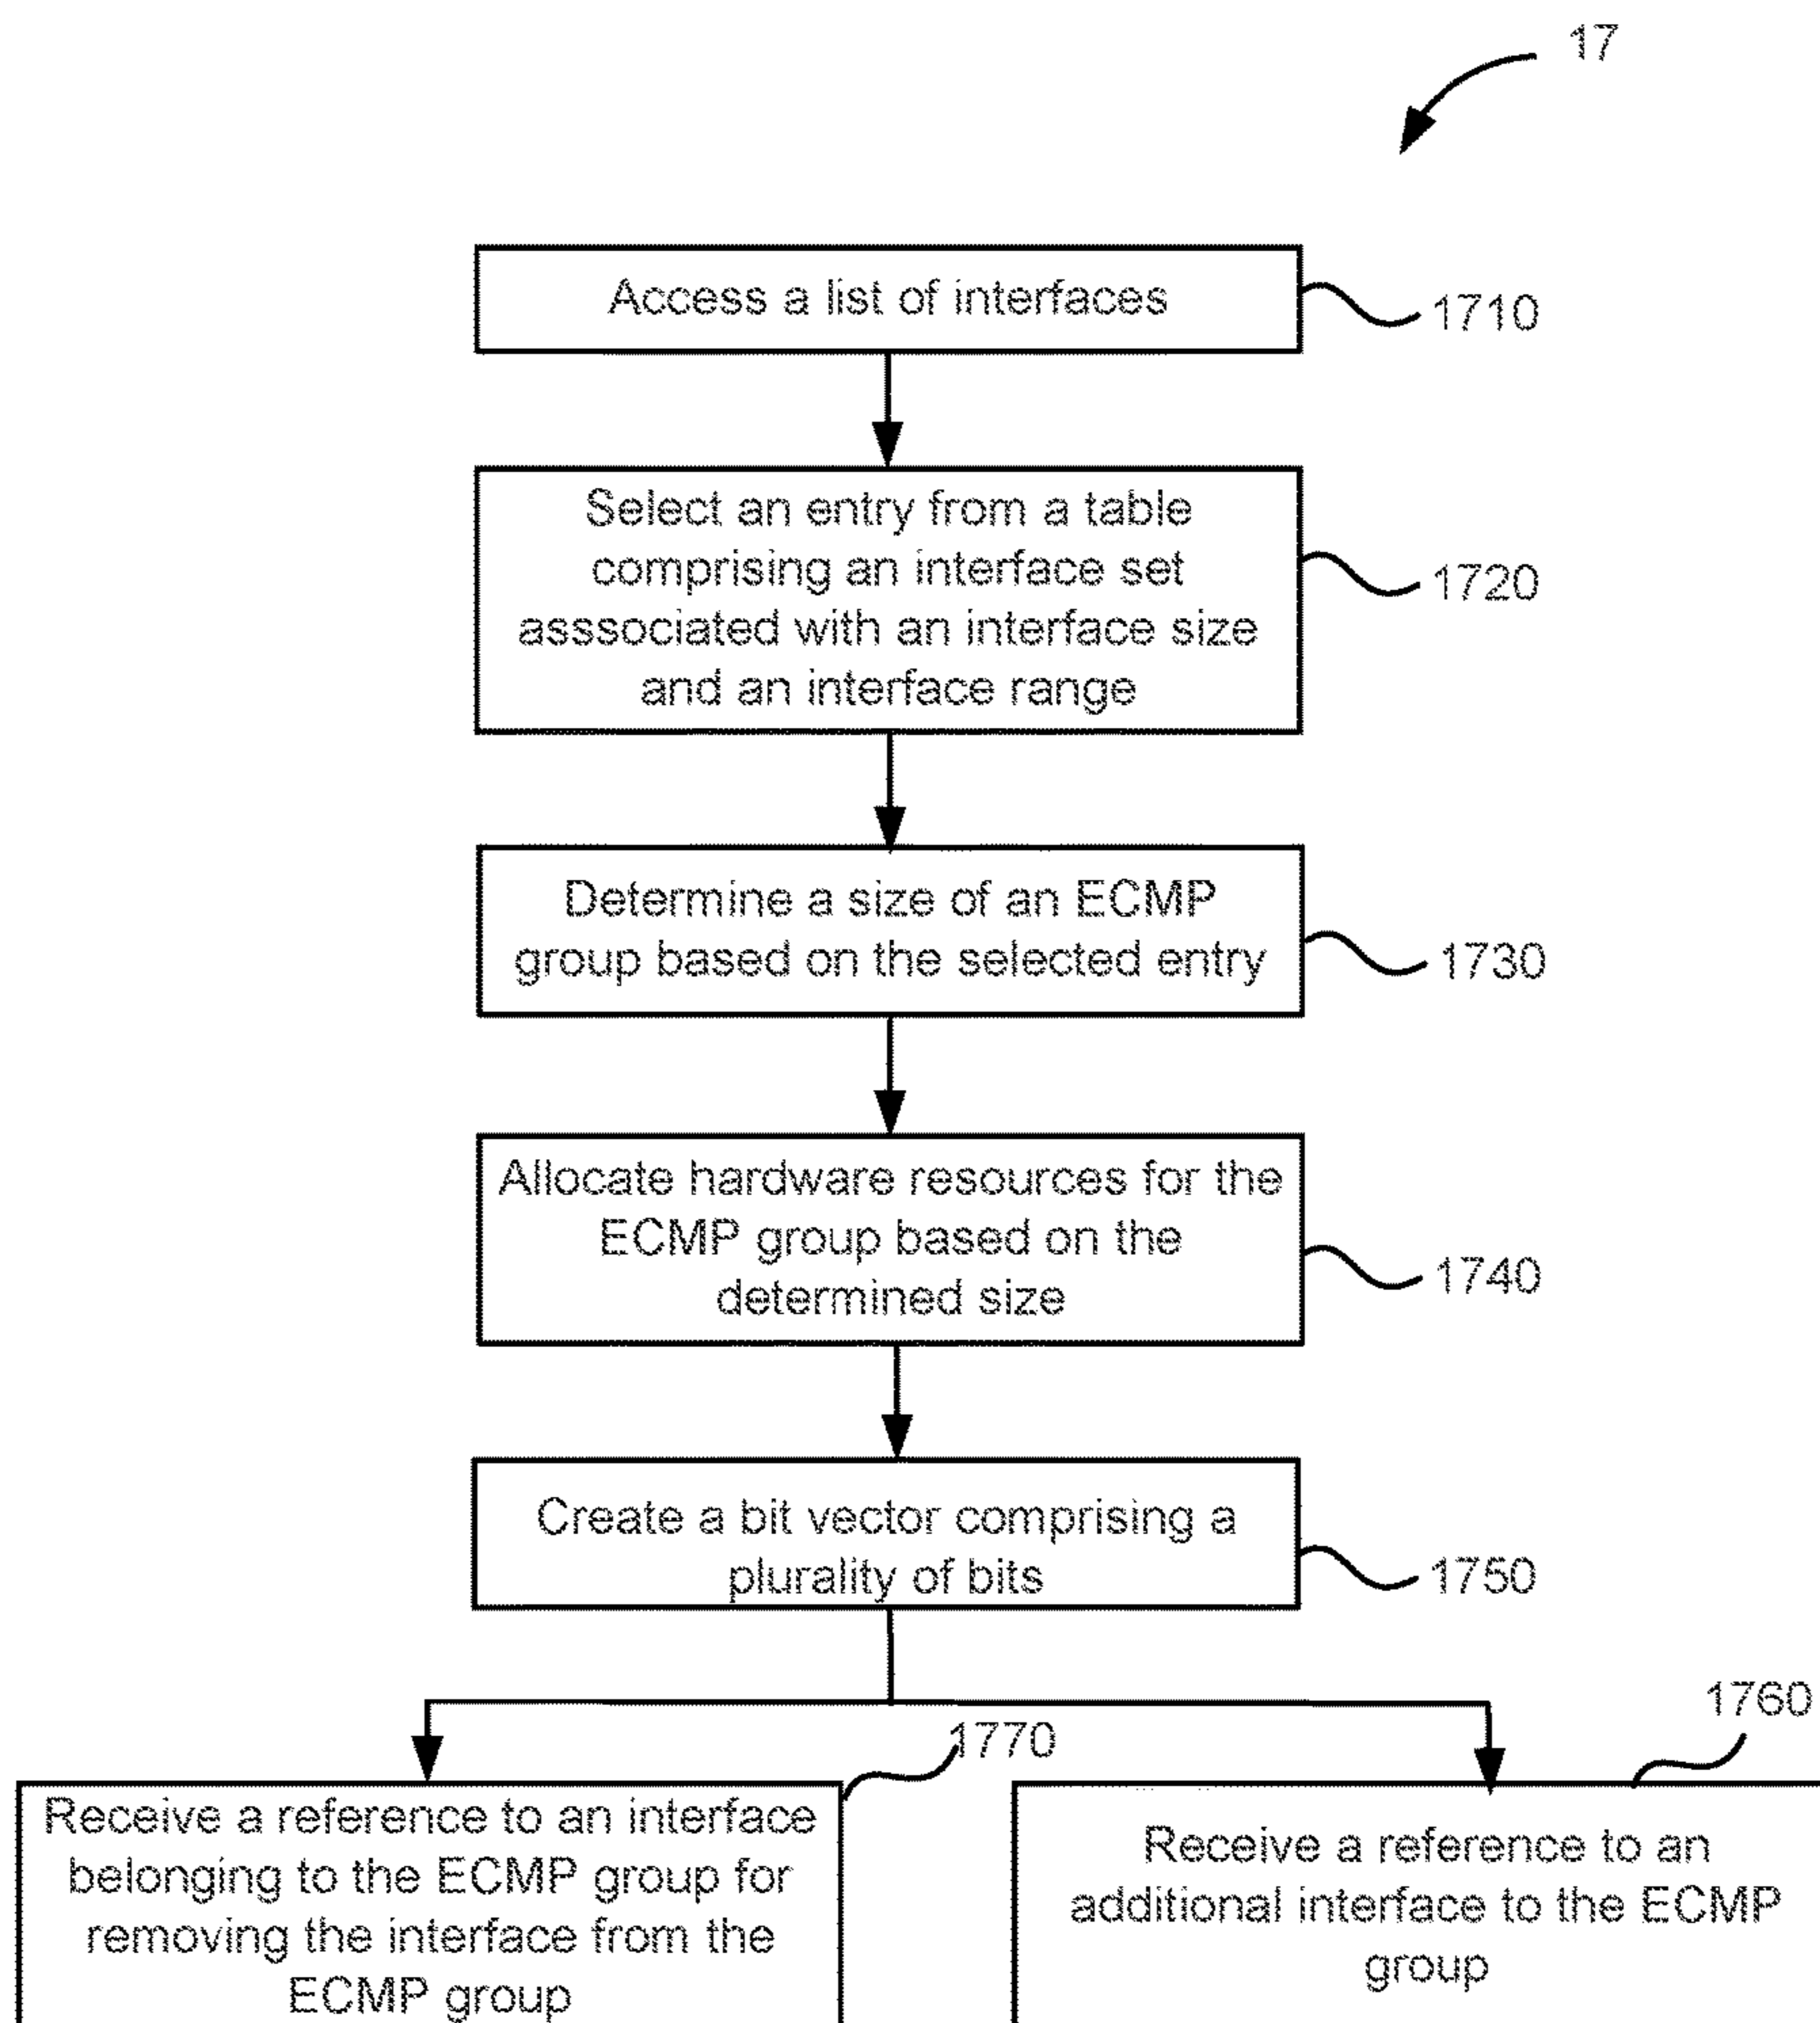 17
Access a list of interfaces
1710
Select an entry from a table
comprising an interface set
asssociated with an interface size
and an interface range
1720
Determine a size of an ECMP
group based on the selected entry
1730
Allocate hardware resources for the
ECMP group based on the
determined size
1740
Create a bit vector comprising a
plurality of bits
1750
1770
Receive a reference to an interface
belonging to the ECMP group for
removing the interface from the
ECMP group
1760
Receive a reference to an
additional interface to the ECMP
group